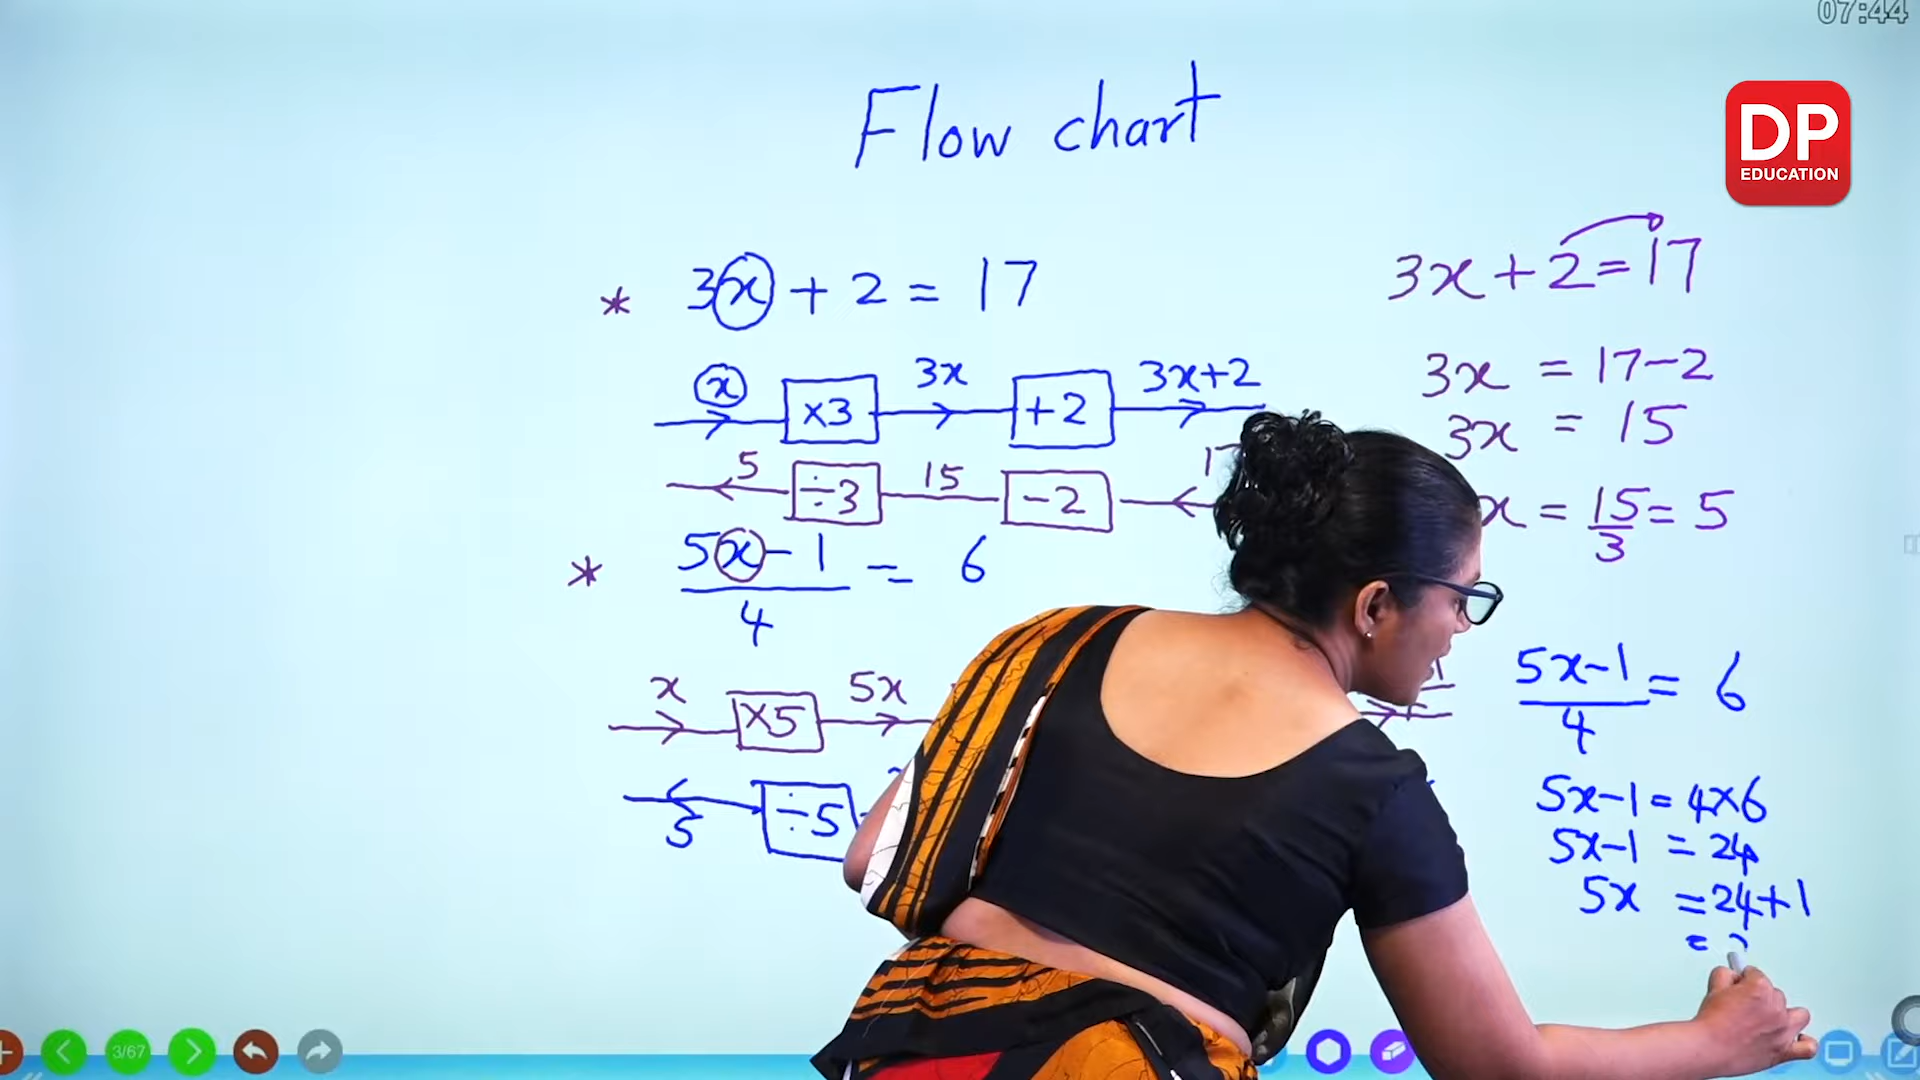 07:44
DP
EDUCATION
Flow chart
* 3x + 2 = 17
x ×3 3x +2 3x+2
5 ÷3 15 -2
* 5x - 1 = 6
4
x ×5 5x
5 ÷5
3x + 2 = 17
3x = 17-2
3x = 15
x = 15 = 5
3
5x-1 = 6
4
5x-1 = 4×6
5x-1 = 24
5x = 24+1
=
3/67